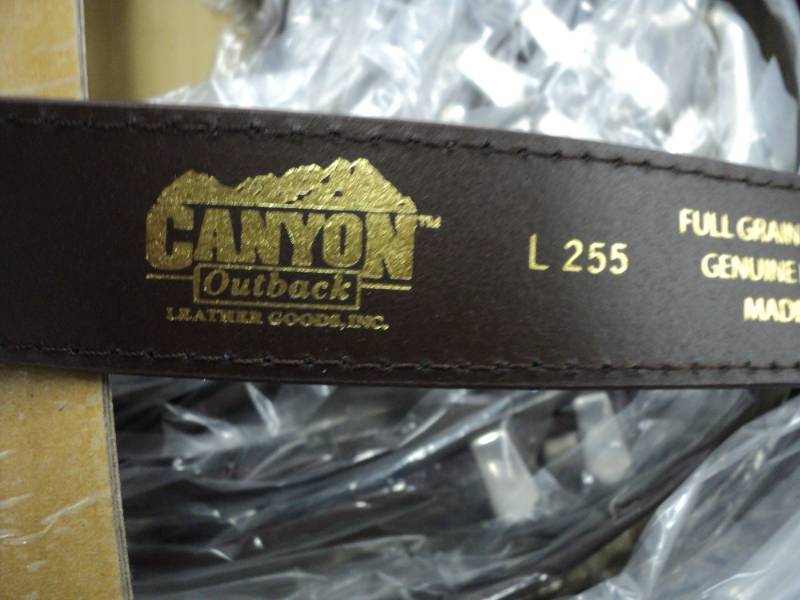 CANYON™
Outback
LEATHER GOODS, INC.
L 255
FULL GRAIN
GENUINE
MADE